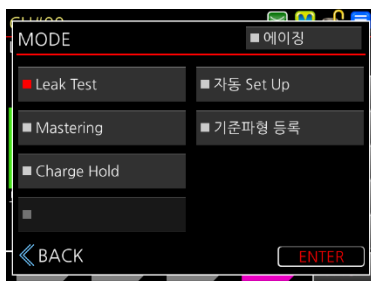 MODE
에이징
Leak Test
자동 Set Up
Mastering
기준파형 등록
Charge Hold
BACK
ENTER